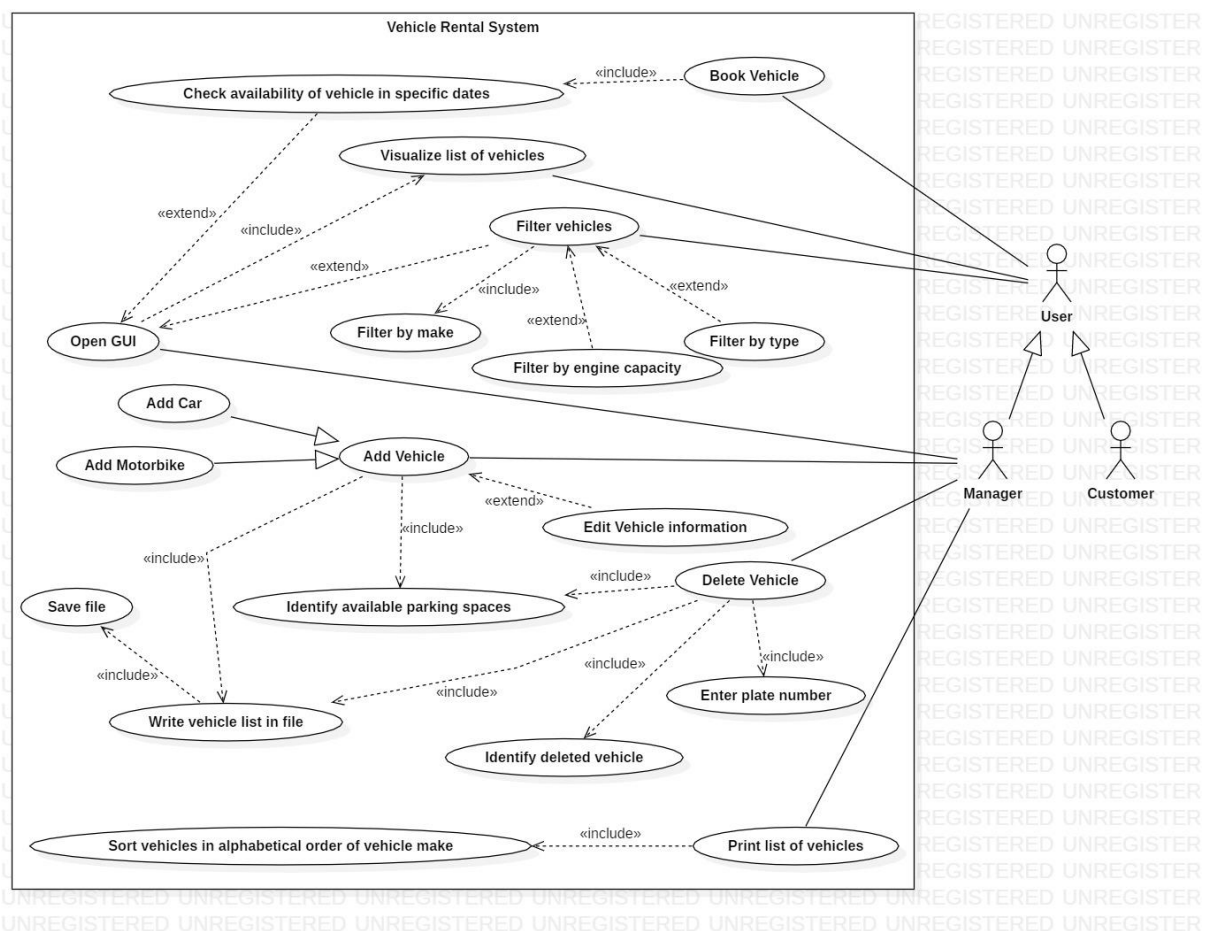 Vehicle Rental System
«include»
Book Vehicle
Check availability of vehicle in specific dates
Visualize list of vehicles
«extend»
«include»
Filter vehicles
«extend»
«include»
«extend»
«extend»
User
Open GUI
Filter by make
Filter by type
Filter by engine capacity
Add Car
Add Motorbike
Add Vehicle
Manager
Customer
«extend»
«include»
Edit Vehicle information
«include»
«include»
Delete Vehicle
Save file
Identify available parking spaces
«include»
«include»
«include»
«include»
Enter plate number
Write vehicle list in file
Identify deleted vehicle
«include»
Sort vehicles in alphabetical order of vehicle make
Print list of vehicles
REGISTERED UNREGISTER
UNREGISTERED UNREGISTERED UNREGISTERED UNREGISTERED UNREGISTERED UNREGISTERED UNREGISTER
UNREGISTERED UNREGISTERED UNREGISTERED UNREGISTERED UNREGISTERED UNREGISTERED UNREGISTER